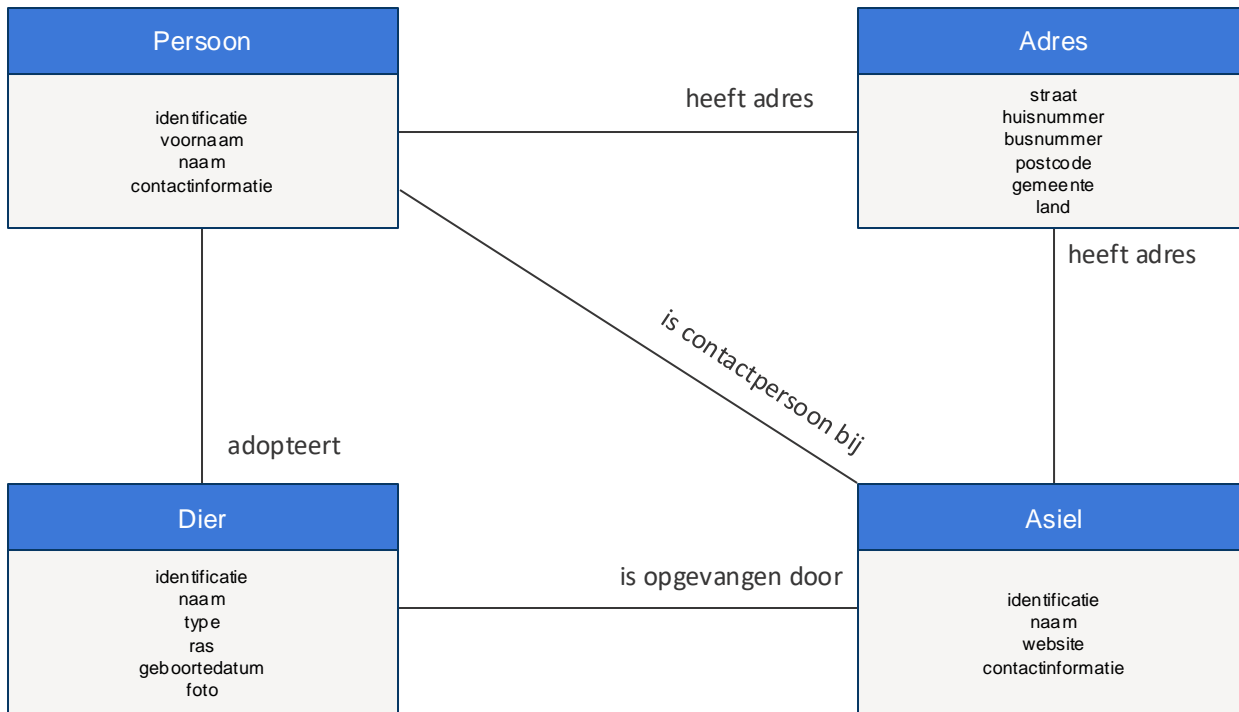 Persoon
identificatie
voornaam
naam
contactinformatie
heeft adres
Adres
straat
huisnummer
busnummer
postcode
gemeente
land
heeft adres
is contactpersoon bij
adopteert
Dier
identificatie
naam
type
ras
geboortedatum
foto
is opgevangen door
Asiel
identificatie
naam
website
contactinformatie